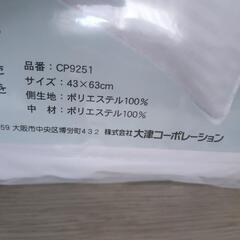 品番：CP9251
サイズ：43×63cm
側生地：ポリエステル100%
中　材：ポリエステル100%
59 大阪市中央区博労町432 株式会社 大津コーポレーション